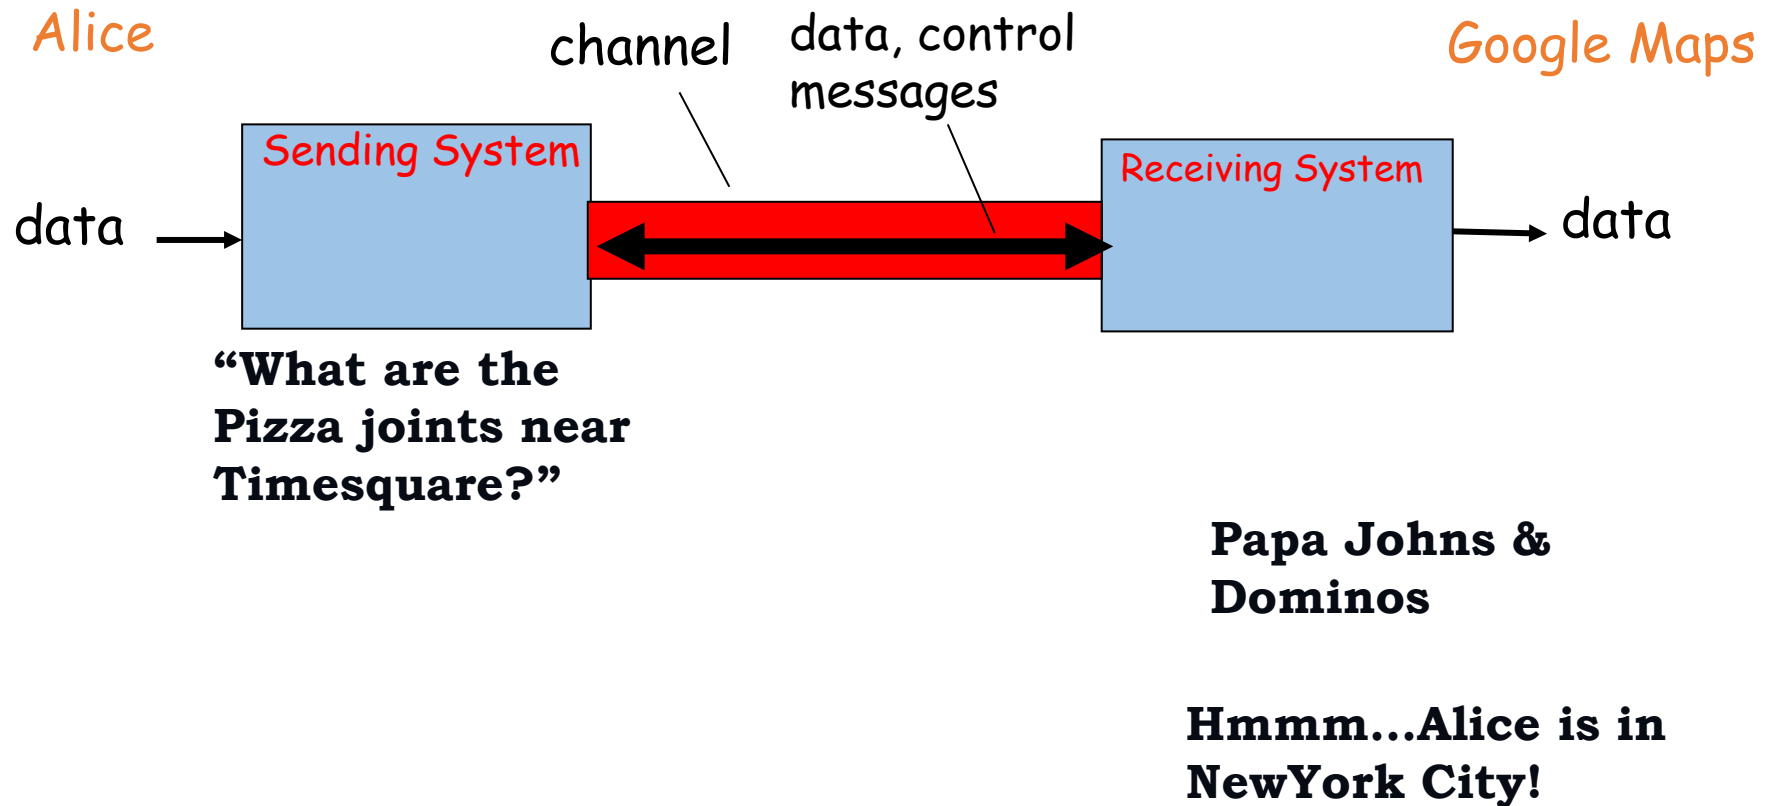 Alice
channel
data, control
messages
Google Maps
Sending System
Receiving System
data
data
“What are the
Pizza joints near
Timesquare?”
Papa Johns &
Dominos
Hmmm...Alice is in
NewYork City!